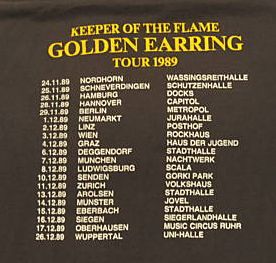 KEEPER OF THE FLAME
GOLDEN EARRING
TOUR 1989
24.11.89 NORDHORN WASSINGSREITHALLE
25.11.89 SCHNEVERDINGEN SCHUTZENHALLE
26.11.89 HAMBURG DOCKS
28.11.89 HANNOVER CAPITOL
29.11.89 BERLIN METROPOL
1.12.89 NEUMARKT JURAHALLE
2.12.89 LINZ POSTHOF
3.12.89 WIEN ROCKHAUS
4.12.89 GRAZ HAUS DER JUGEND
6.12.89 DEGGENDORF STADTHALLE
7.12.89 MUNCHEN NACHTWERK
8.12.89 LUDWIGSBURG SCALA
10.12.89 SENDEN GORKI PARK
11.12.89 ZURICH VOLKSHAUS
13.12.89 AROLSEN STADTHALLE
14.12.89 MUNSTER JOVEL
15.12.89 EBERBACH STADTHALLE
16.12.89 SIEGEN SIEGERLANDHALLE
17.12.89 OBERHAUSEN MUSIC CIRCUS RUHR
26.12.89 WUPPERTAL UNI-HALLE